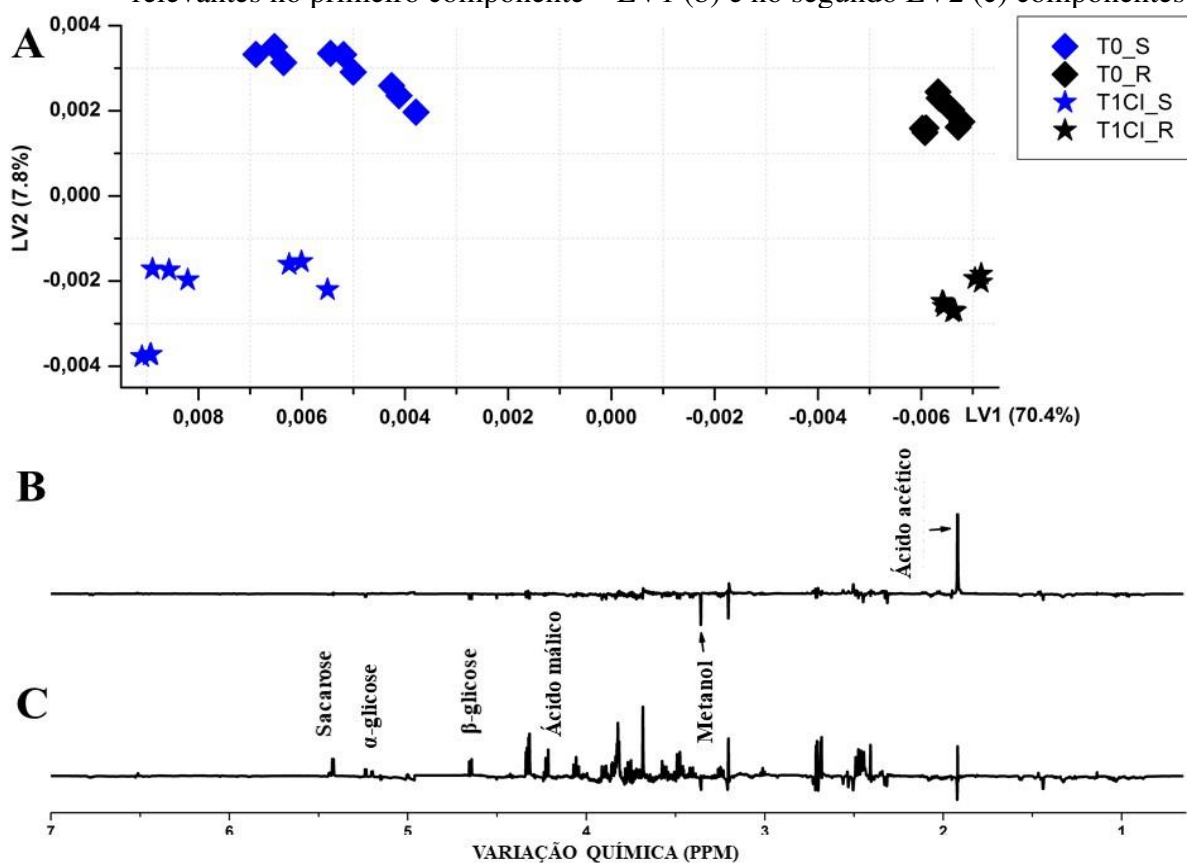 relevantes no primeiro componente – LV1 (b) e no segundo LV2 (c) componentes
A
0,004
0,002
0,000
-0,002
-0,004
LV2 (7.8%)
0,008
0,006
0,004
0,002
0,000
-0,002
-0,004
-0,006
LV1 (70.4%)
T0_S
T0_R
T1Cl_S
T1Cl_R
B
Ácido acético
Metanol
C
Sacarose
α-glicose
β-glicose
Ácido málico
7
6
5
4
3
2
1
VARIAÇÃO QUÍMICA (PPM)